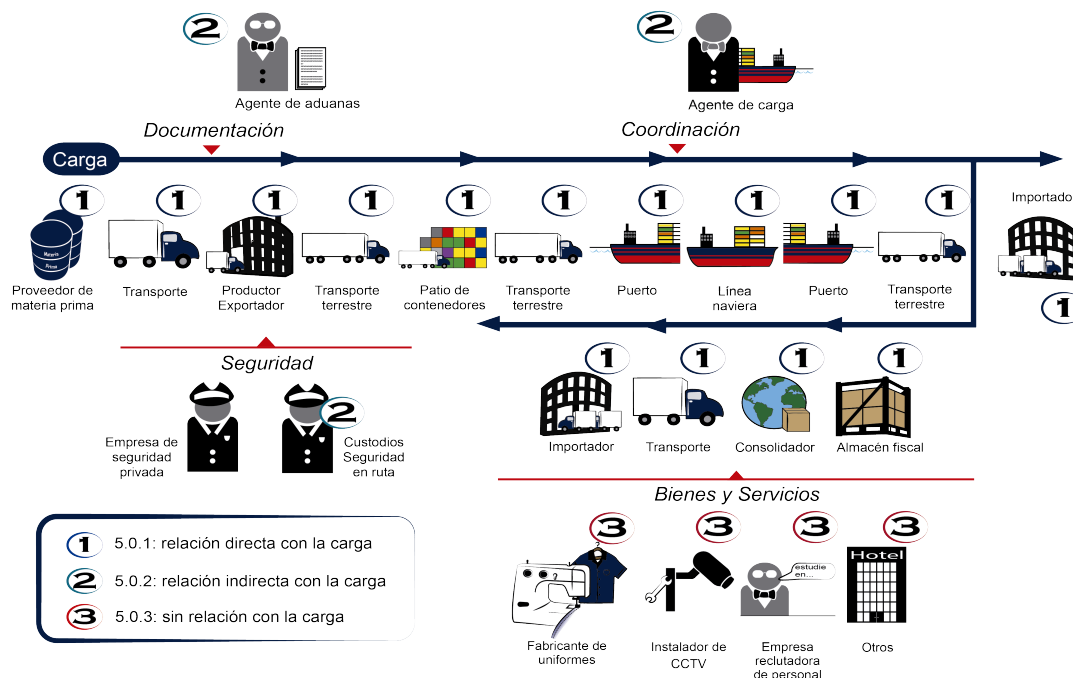 2
2
Agente de aduanas
Agente de carga
Documentación
Coordinación
Carga
1
1
1
1
1
1
1
1
1
1
Importado
Materia
Prima
Proveedor de
materia prima
Transporte
Productor
Exportador
Transporte
terrestre
Patio de
contenedores
Transporte
terrestre
Puerto
Línea
naviera
Puerto
Transporte
terrestre
1
Seguridad
2
Empresa de
seguridad
privada
Custodios
Seguridad
en ruta
1
1
1
1
Importador
Transporte
Consolidador
Almacén fiscal
Bienes y Servicios
3
3
3
3
estudie
en...
Hotel
Fabricante de
uniformes
Instalador de
CCTV
Empresa
reclutadora
de personal
Otros
1 5.0.1: relación directa con la carga
2 5.0.2: relación indirecta con la carga
3 5.0.3: sin relación con la carga